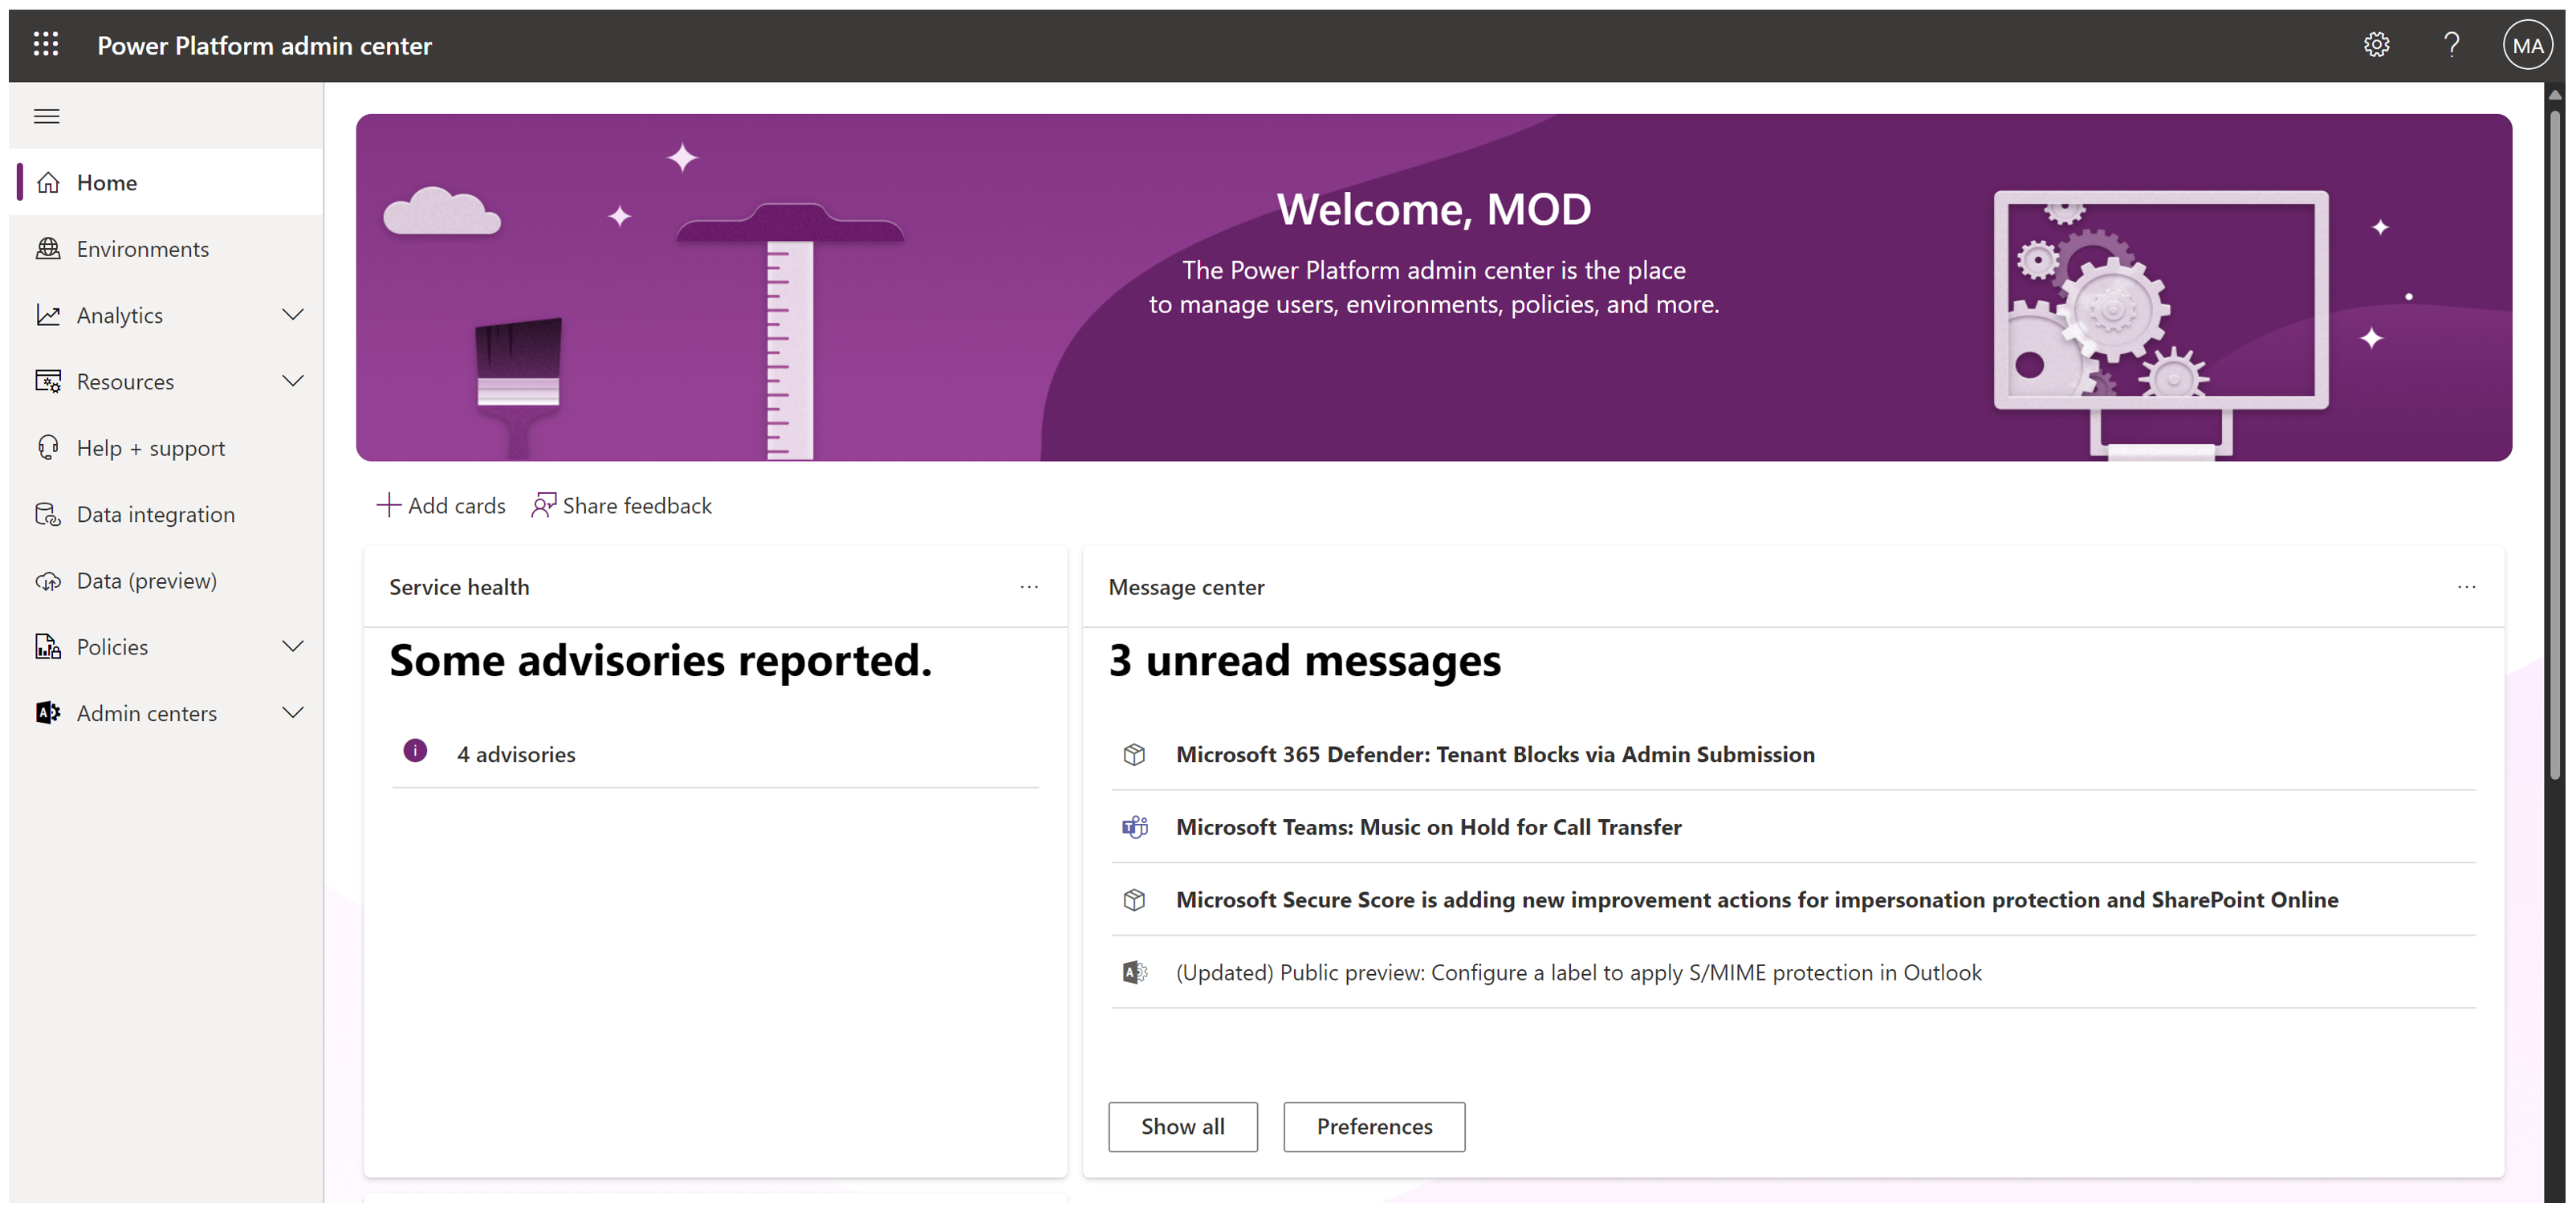 Power Platform admin center
MA
Home
Environments
Analytics
Resources
Help + support
Data integration
Data (preview)
Policies
Admin centers
Welcome, MOD
The Power Platform admin center is the place
to manage users, environments, policies, and more.
Add cards
Share feedback
Service health
Some advisories reported.
4 advisories
Message center
3 unread messages
Microsoft 365 Defender: Tenant Blocks via Admin Submission
Microsoft Teams: Music on Hold for Call Transfer
Microsoft Secure Score is adding new improvement actions for impersonation protection and SharePoint Online
(Updated) Public preview: Configure a label to apply S/MIME protection in Outlook
Show all
Preferences